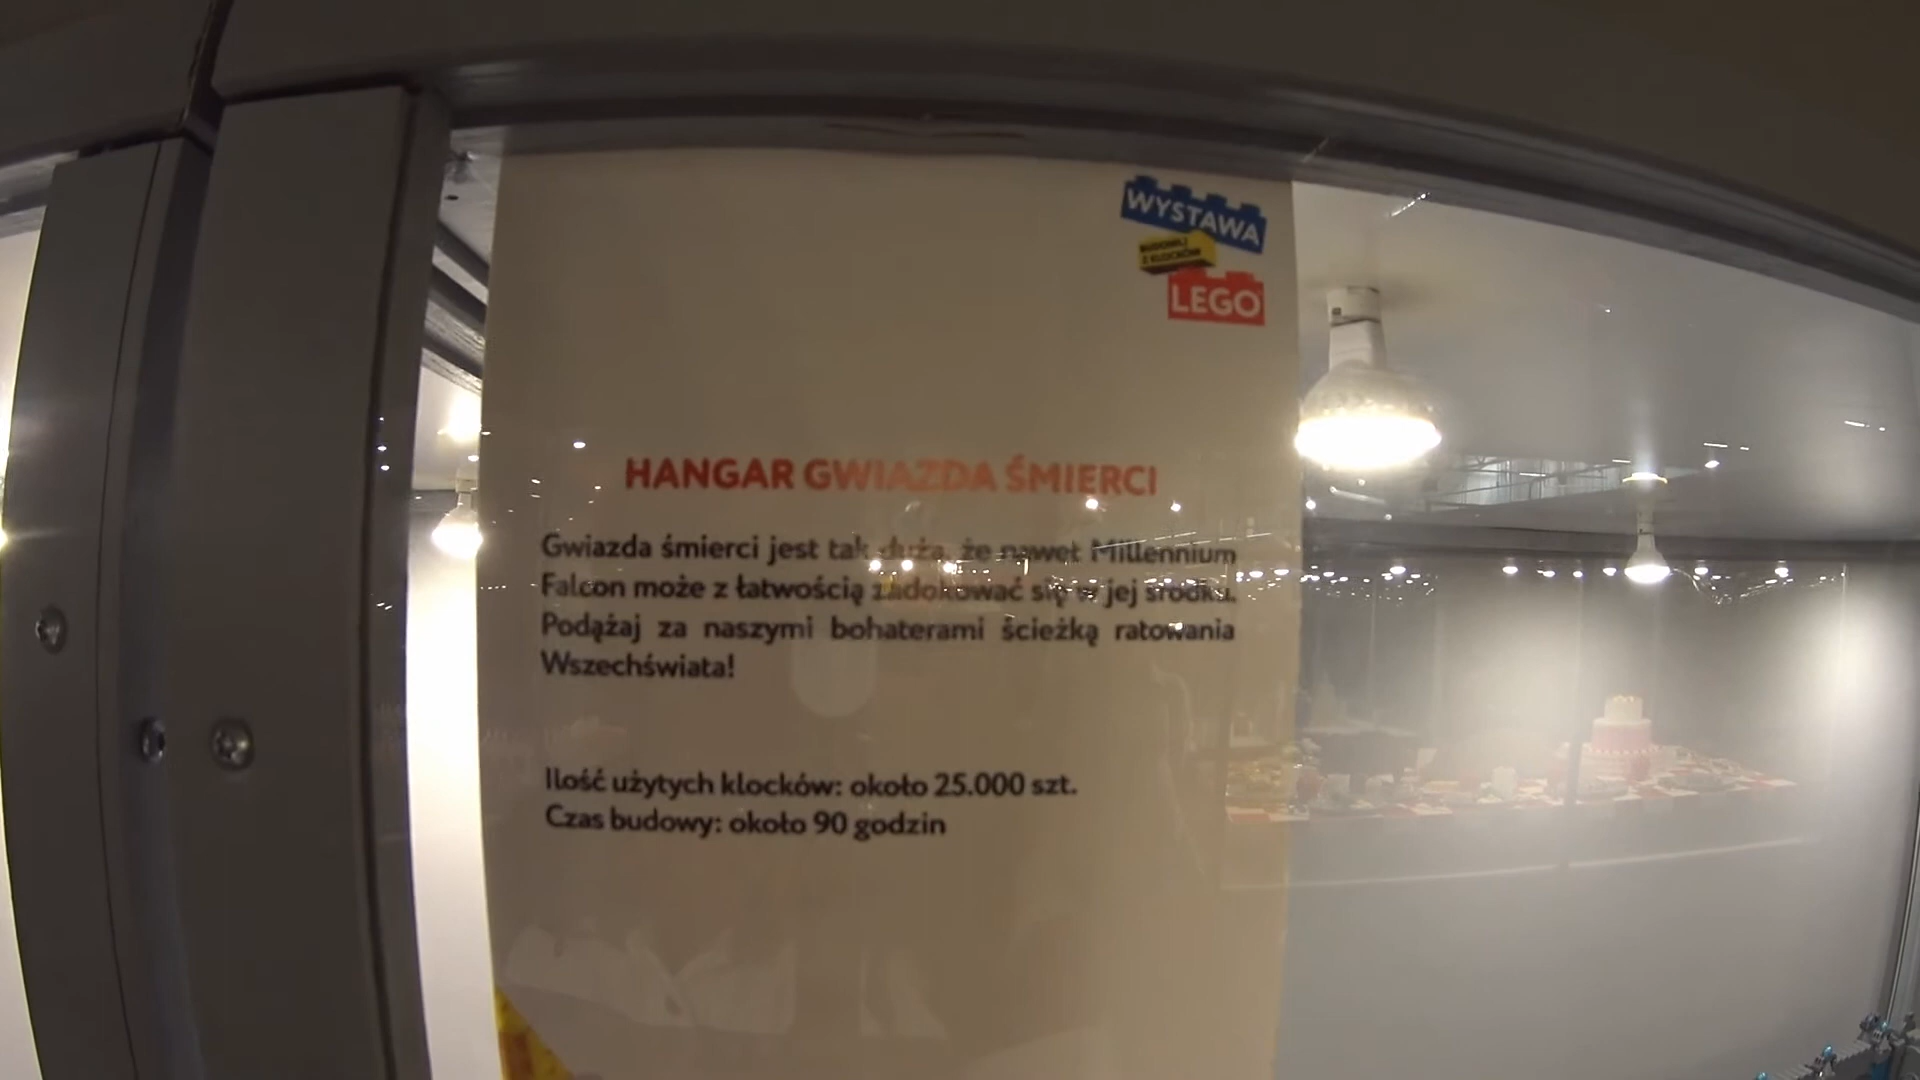 WYSTAWA
BUDOWLI
Z KLOCKÓW
LEGO
HANGAR GWIAZDA ŚMIERCI
Gwiazda śmierci jest tak duża, że nawet Millennium
Falcon może z łatwością zadokować się w jej środku.
Podążaj za naszymi bohaterami ścieżką ratowania
Wszechświata!
Ilość użytych klocków: około 25.000 szt.
Czas budowy: około 90 godzin